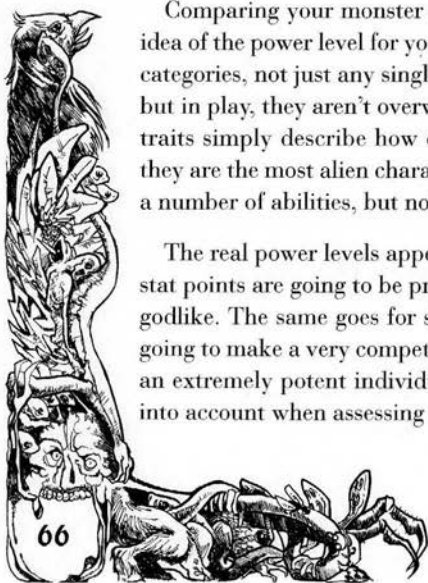 Comparing your monster
idea of the power level for yo
categories, not just any singl
but in play, they aren't overw
traits simply describe how
they are the most alien chara
a number of abilities, but no
The real power levels appe
stat points are going to be pr
godlike. The same goes for s
going to make a very compet
an extremely potent individ
into account when assessing
66